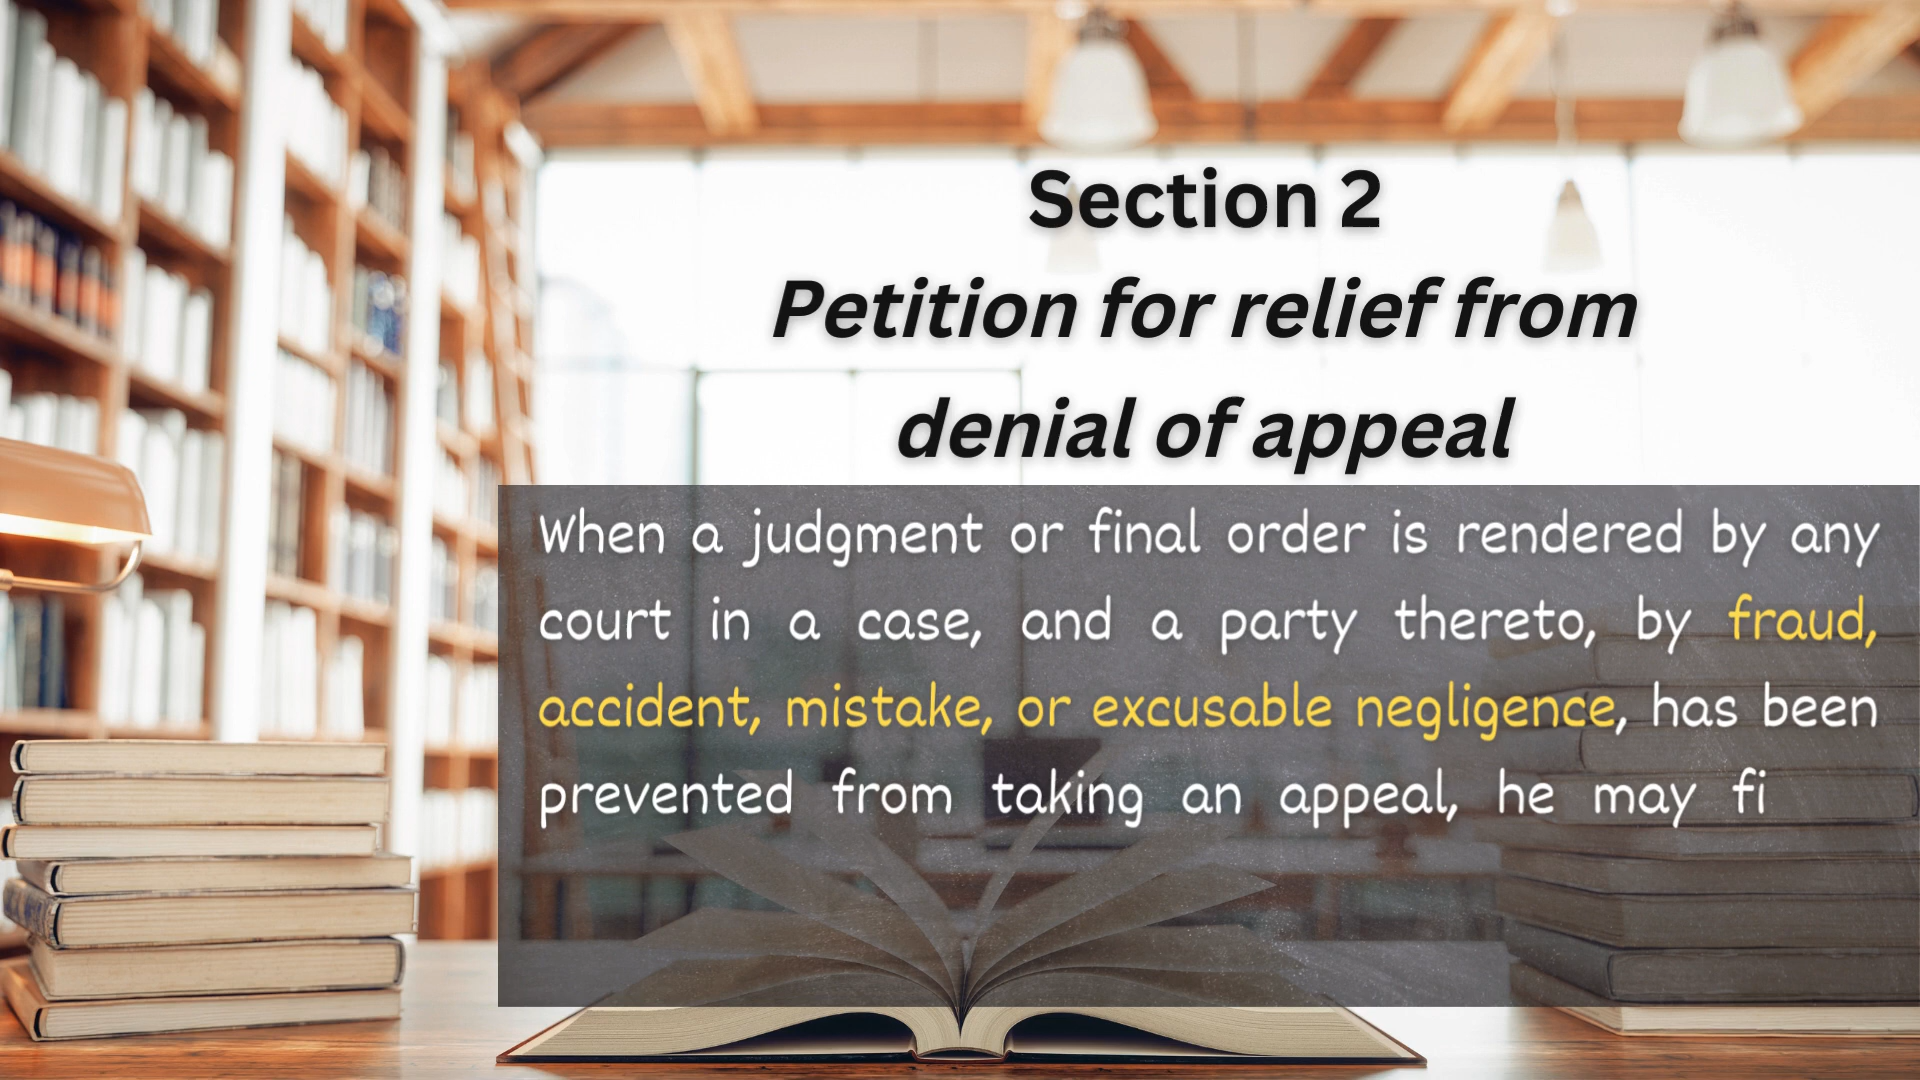 Section 2
Petition for relief from
denial of appeal
When a judgment or final order is rendered by any
court in a case, and a party thereto, by fraud,
accident, mistake, or excusable negligence, has been
prevented from taking an appeal, he may fi